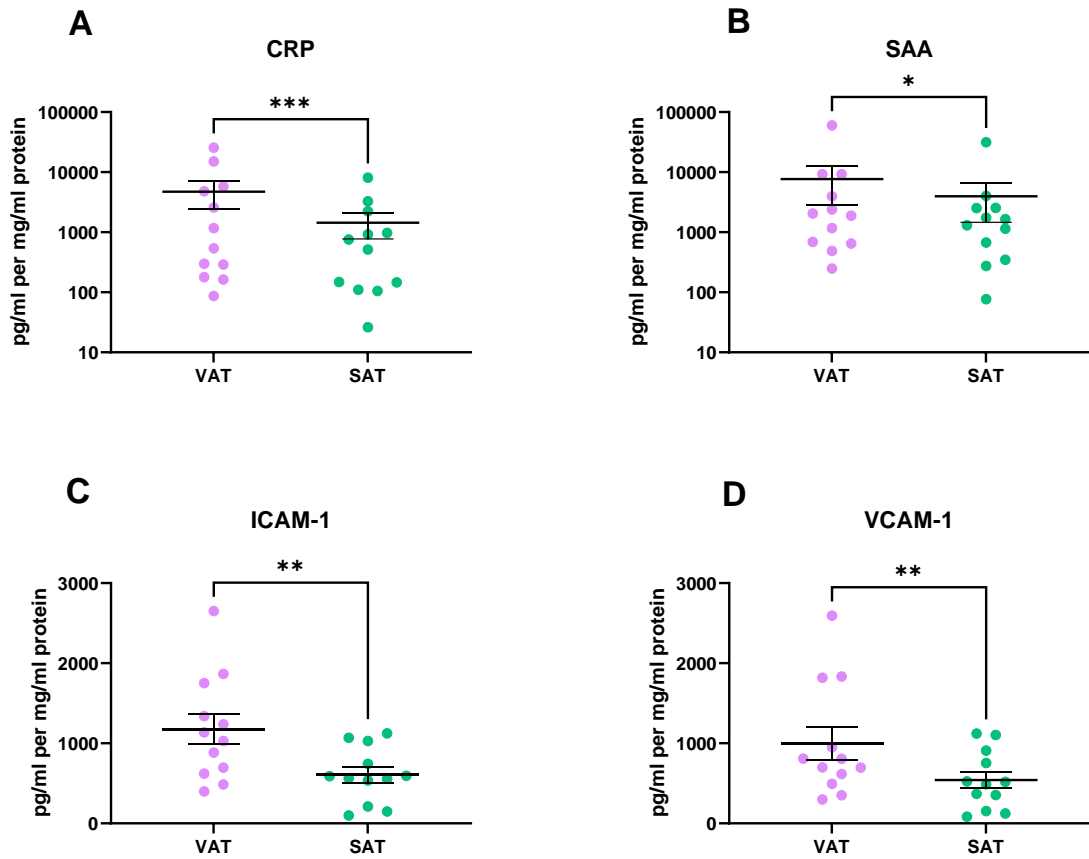 A
CRP
***
pg/ml per mg/ml protein
100000
10000
1000
100
10
VAT
SAT
B
SAA
*
pg/ml per mg/ml protein
100000
10000
1000
100
10
VAT
SAT
C
ICAM-1
**
pg/ml per mg/ml protein
3000
2000
1000
0
VAT
SAT
D
VCAM-1
**
pg/ml per mg/ml protein
3000
2000
1000
0
VAT
SAT